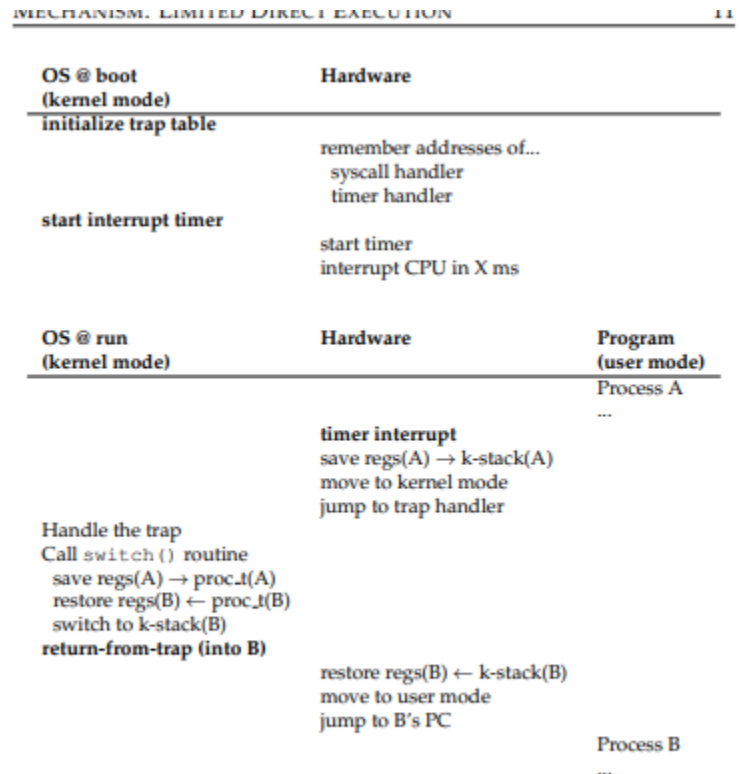 MECHANISM: LIMITED DIRECT EXECUTION 11
OS @ boot Hardware
(kernel mode)
initialize trap table
remember addresses of...
syscall handler
timer handler
start interrupt timer
start timer
interrupt CPU in X ms
OS @ run Hardware Program
(kernel mode) (user mode)
Process A
...
timer interrupt
save regs(A) → k-stack(A)
move to kernel mode
jump to trap handler
Handle the trap
Call switch() routine
save regs(A) → proc_t(A)
restore regs(B) ← proc_t(B)
switch to k-stack(B)
return-from-trap (into B)
restore regs(B) ← k-stack(B)
move to user mode
jump to B's PC
Process B
...